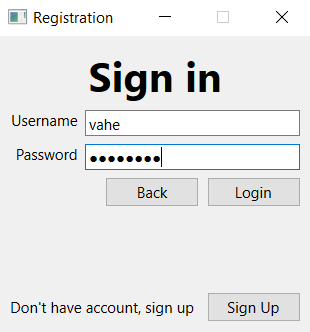 Registration
Sign in
Username
vahe
Password
●●●●●●●●
Back
Login
Don't have account, sign up
Sign Up